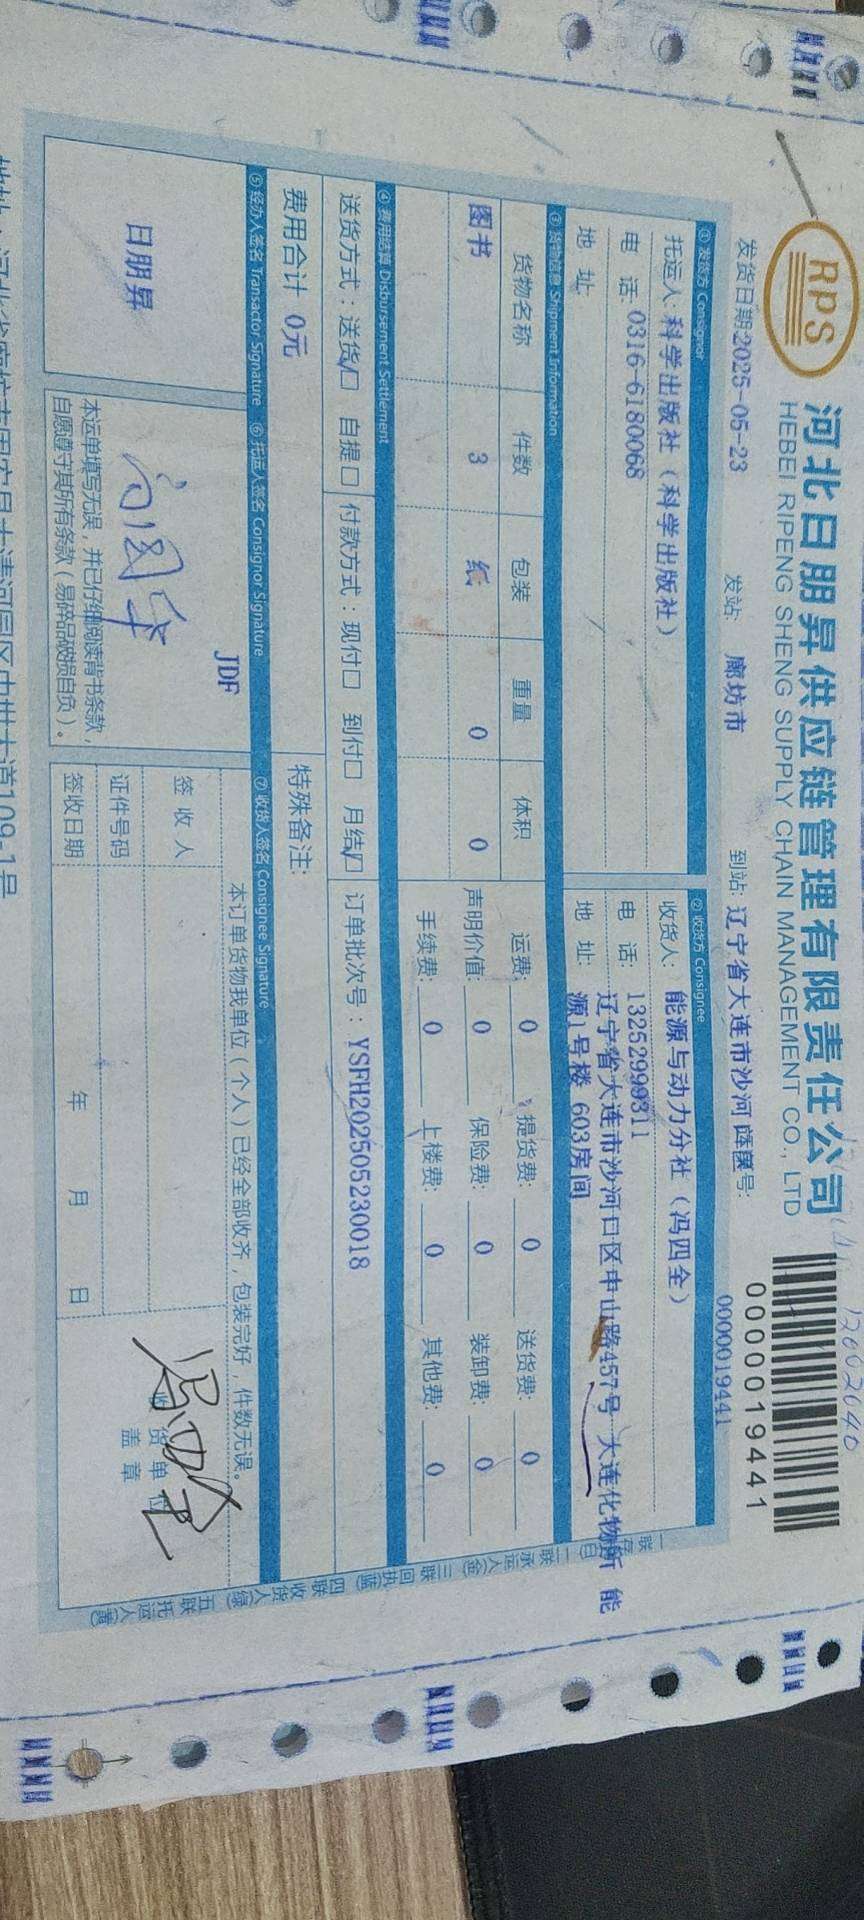 RPS
河北日朋昇供应链管理有限责任公司
HEBEI RIPENG SHENG SUPPLY CHAIN MANAGEMENT CO., LTD
12002040
0000019441
发货日期:2025-05-23 发站: 廊坊市 到站: 辽宁省大连市沙河 号: 0000019441
① 发货方 Consignor
托运人: 科学出版社（科学出版社）
电 话: 0316-6180068
地 址:
② 收货方 Consignee
收货人: 能源与动力分社（冯四全）
电 话: 13252999311
地 址: 辽宁省大连市沙河口区中山路457号 大连化物所 能
源1号楼 603房间
③ 货物信息 Shipment Information
货物名称 件数 包装 重量 体积
图书 3 纸 0 0
运费: 0 提货费: 0 送货费: 0
声明价值: 0 保险费: 0 装卸费: 0
手续费: 0 上楼费: 0 其他费: 0
④ 费用结算 Disbursement Settlement
送货方式：送货☑ 自提□ 付款方式：现付□ 到付□ 月结☑ 订单批次号：YSFH202505230018
费用合计 0元
特殊备注:
⑤ 经办人签名 Transactor Signature ⑥ 托运人签名 Consignor Signature ⑦ 收货人签名 Consignee Signature
日朋昇
JDF
本运单填写无误，并已仔细阅读背书条款，
自愿遵守其所有条款（易碎品破损自负）。
本订单货物我单位（个人）已经全部收齐，包装完好，件数无误。
签 收 人
证件号码
签收日期 年 月 日
冯四全
收货单位
盖 章
一联存
二联承运人
三联回执
四联收货人
五联托运人
大道109-1号